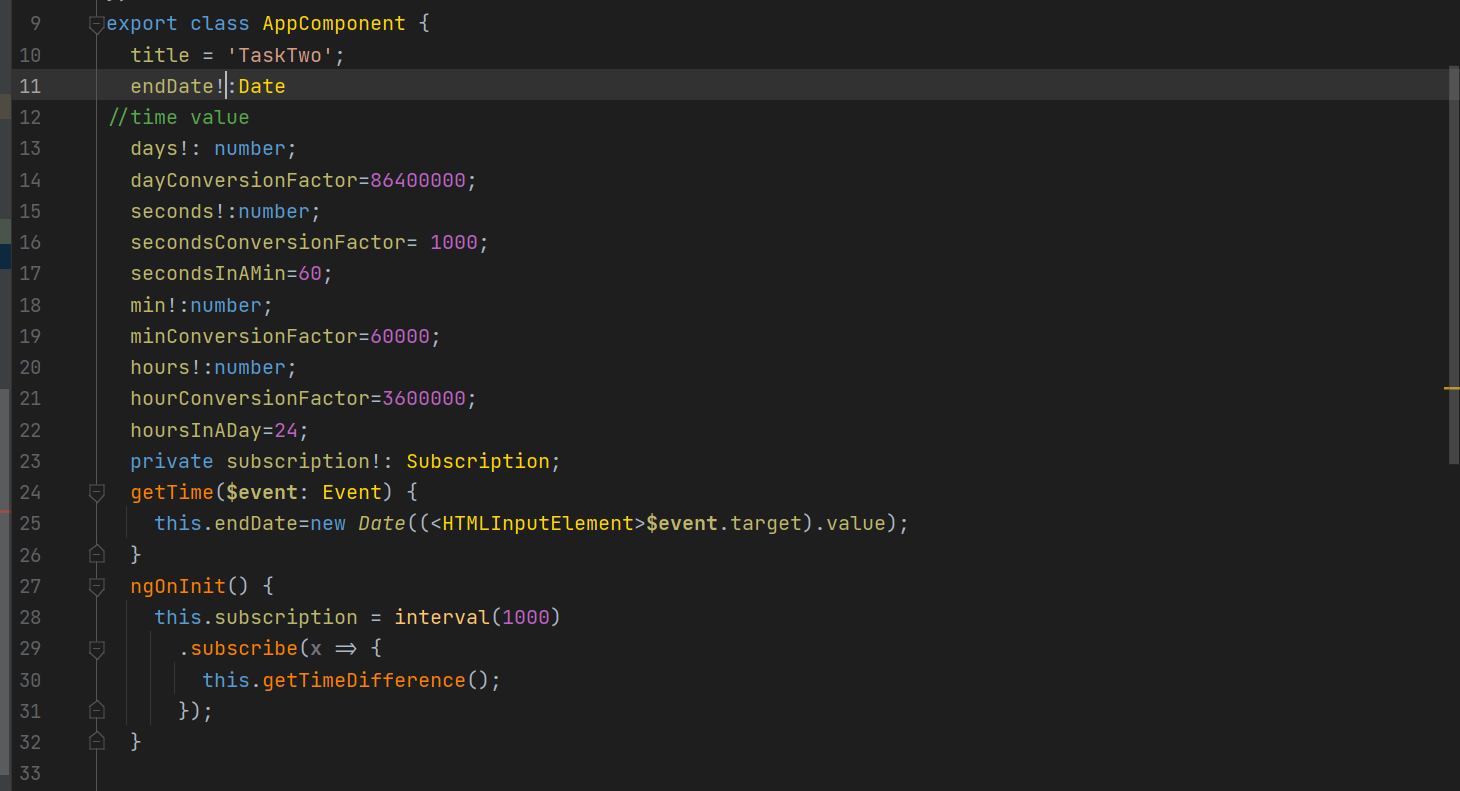 9 export class AppComponent {
10 title = 'TaskTwo';
11 endDate!:Date
12 //time value
13 days!: number;
14 dayConversionFactor=86400000;
15 seconds!:number;
16 secondsConversionFactor= 1000;
17 secondsInAMin=60;
18 min!:number;
19 minConversionFactor=60000;
20 hours!:number;
21 hourConversionFactor=3600000;
22 hoursInADay=24;
23 private subscription!: Subscription;
24 getTime($event: Event) {
25 this.endDate=new Date((<HTMLInputElement>$event.target).value);
26 }
27 ngOnInit() {
28 this.subscription = interval(1000)
29 .subscribe(x => {
30 this.getTimeDifference();
31 });
32 }
33